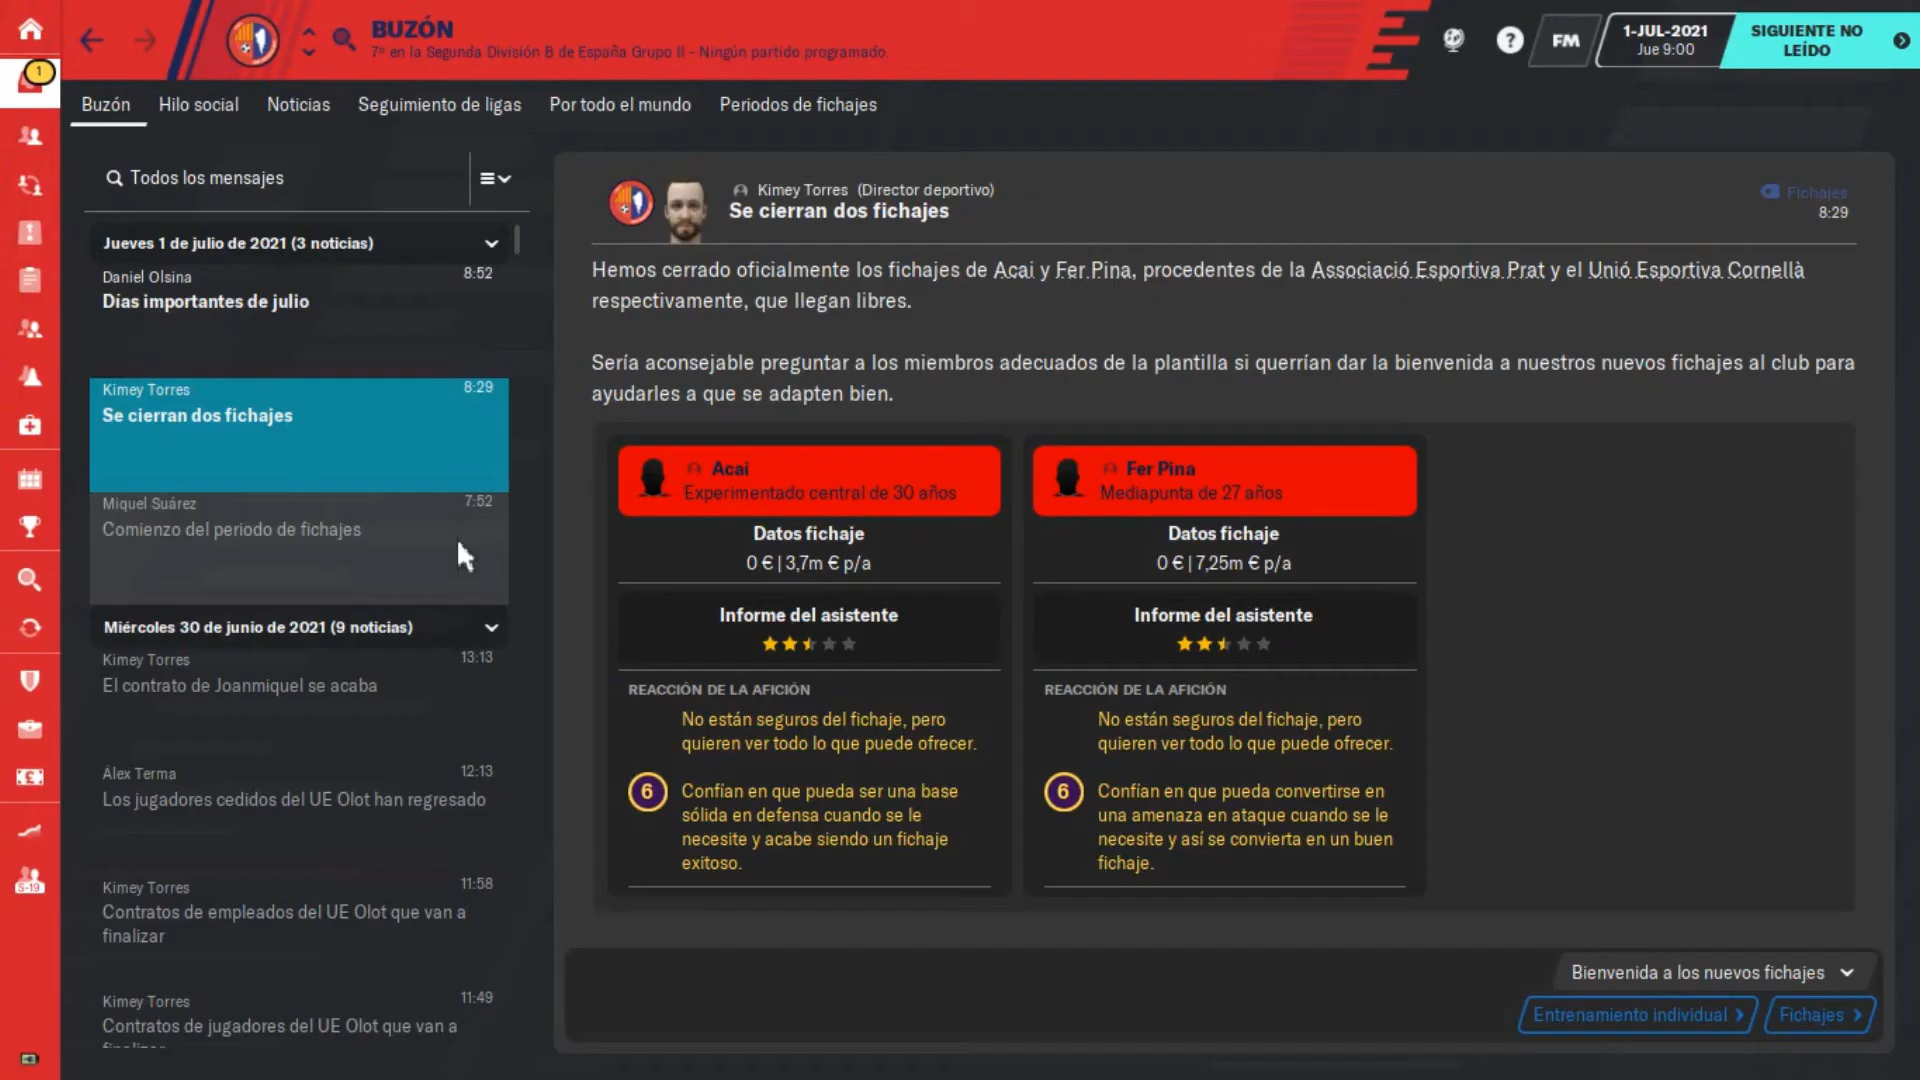 BUZÓN
7º en la Segunda División B de España Grupo II - Ningún partido programado
FM
1-JUL-2021
Jue 9:00
SIGUIENTE NO
LEÍDO
1
Buzón
Hilo social
Noticias
Seguimiento de ligas
Por todo el mundo
Periodos de fichajes
Todos los mensajes
Jueves 1 de julio de 2021 (3 noticias)
Daniel Olsina
8:52
Días importantes de julio
Kimey Torres
8:29
Se cierran dos fichajes
Miquel Suárez
7:52
Comienzo del periodo de fichajes
Miércoles 30 de junio de 2021 (9 noticias)
Kimey Torres
13:13
El contrato de Joanmiquel se acaba
Álex Terma
12:13
Los jugadores cedidos del UE Olot han regresado
Kimey Torres
11:58
Contratos de empleados del UE Olot que van a
finalizar
Kimey Torres
11:49
Contratos de jugadores del UE Olot que van a
finalizar
S-19
Kimey Torres (Director deportivo)
Se cierran dos fichajes
Fichajes
8:29
Hemos cerrado oficialmente los fichajes de Acai y Fer Pina, procedentes de la Associació Esportiva Prat y el Unió Esportiva Cornellà
respectivamente, que llegan libres.
Sería aconsejable preguntar a los miembros adecuados de la plantilla si querrían dar la bienvenida a nuestros nuevos fichajes al club para
ayudarles a que se adapten bien.
Acai
Experimentado central de 30 años
Datos fichaje
0 € | 3,7m € p/a
Informe del asistente
REACCIÓN DE LA AFICIÓN
No están seguros del fichaje, pero
quieren ver todo lo que puede ofrecer.
6
Confían en que pueda ser una base
sólida en defensa cuando se le
necesite y acabe siendo un fichaje
exitoso.
Fer Pina
Mediapunta de 27 años
Datos fichaje
0 € | 7,25m € p/a
Informe del asistente
REACCIÓN DE LA AFICIÓN
No están seguros del fichaje, pero
quieren ver todo lo que puede ofrecer.
6
Confían en que pueda convertirse en
una amenaza en ataque cuando se le
necesite y así se convierta en un buen
fichaje.
Bienvenida a los nuevos fichajes
Entrenamiento individual
Fichajes